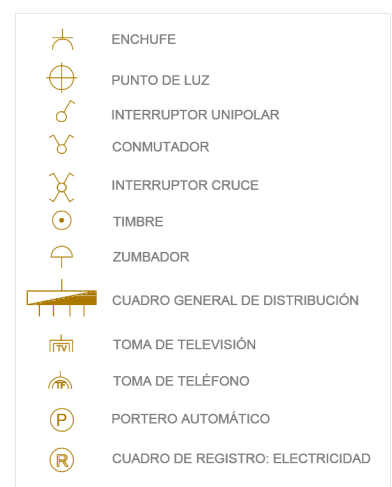 ENCHUFE
PUNTO DE LUZ
INTERRUPTOR UNIPOLAR
CONMUTADOR
INTERRUPTOR CRUCE
TIMBRE
ZUMBADOR
CUADRO GENERAL DE DISTRIBUCIÓN
TV TOMA DE TELEVISIÓN
TF TOMA DE TELÉFONO
P PORTERO AUTOMÁTICO
R CUADRO DE REGISTRO: ELECTRICIDAD